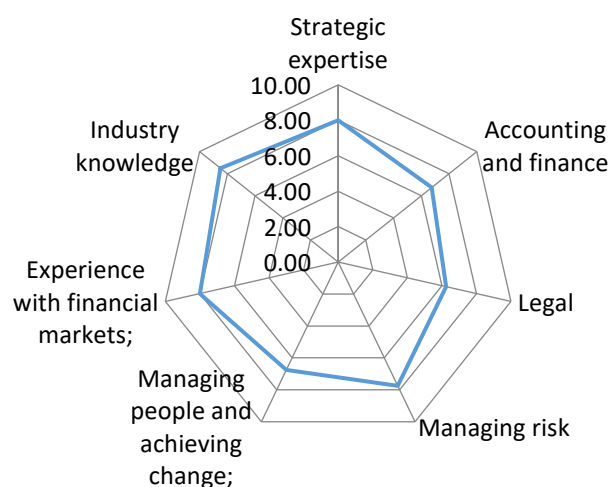 Strategic
expertise
10.00
8.00
6.00
4.00
2.00
0.00
Accounting
and finance
Legal
Managing risk
Managing
people and
achieving
change;
Experience
with financial
markets;
Industry
knowledge